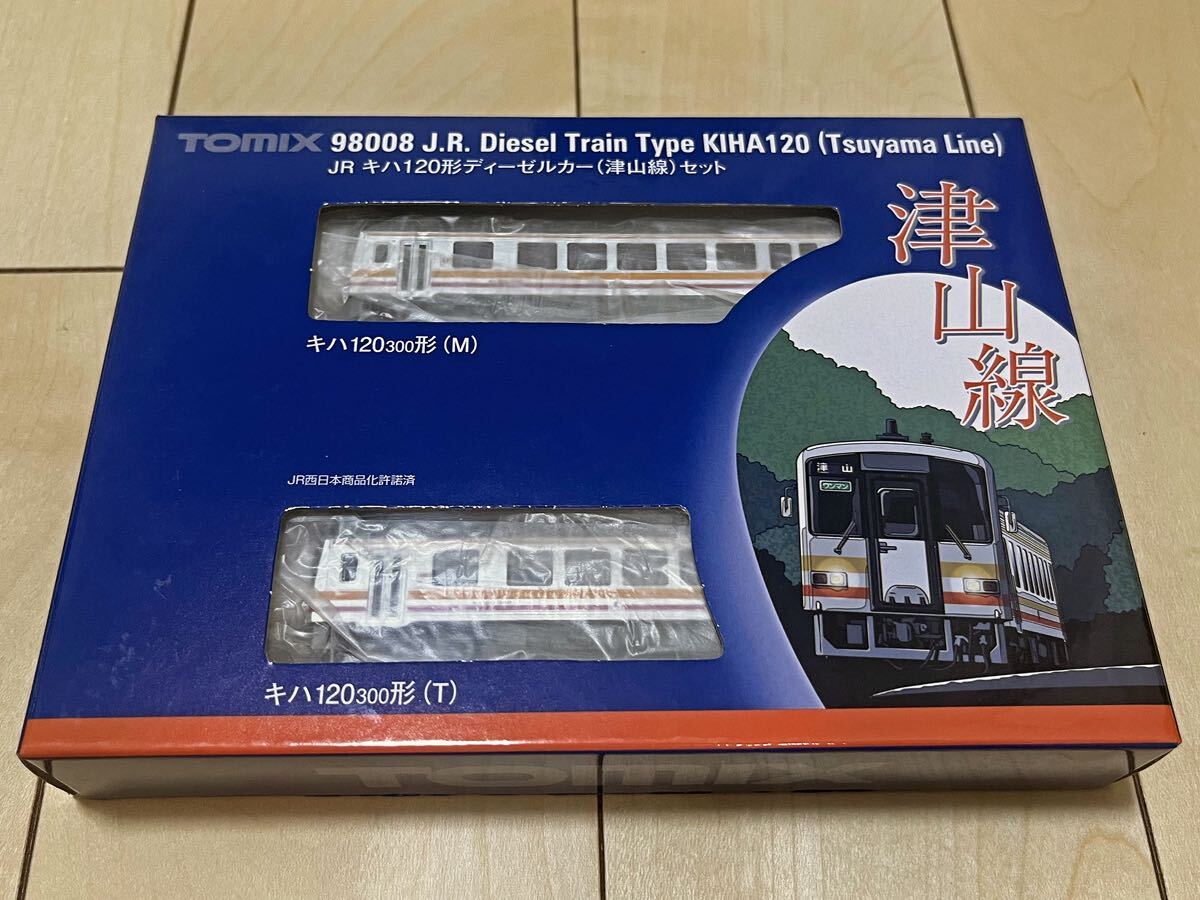 TOMIX 98008 J.R. Diesel Train Type KIHA120 (Tsuyama Line)
JR キハ120形ディーゼルカー(津山線)セット
津山線
キハ120300形(M)
JR西日本商品化許諾済
キハ120300形(T)
津山
ワンマン
TOMIX